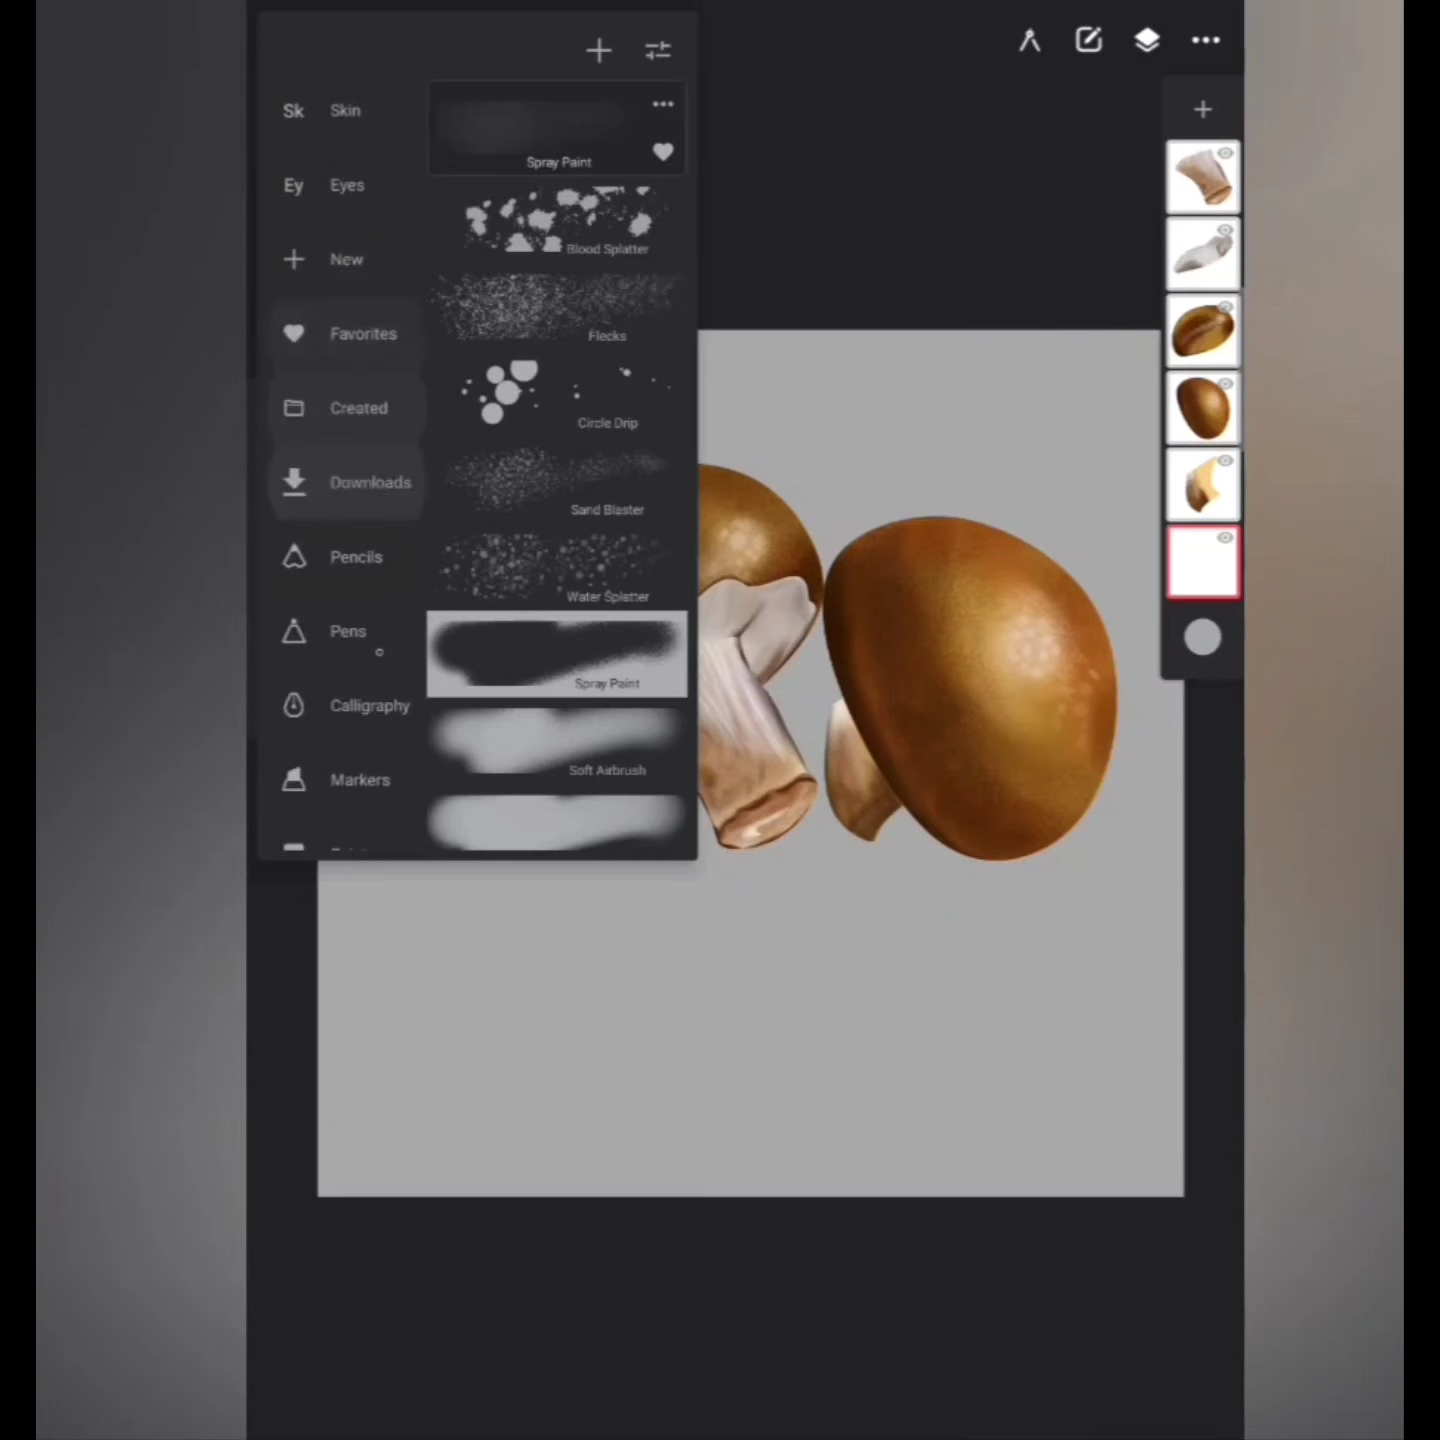 Sk Skin
Ey Eyes
New
Favorites
Created
Downloads
Pencils
Pens
Calligraphy
Markers
Spray Paint
Blood Splatter
Flecks
Circle Drip
Sand Blaster
Water Splatter
Spray Paint
Soft Airbrush